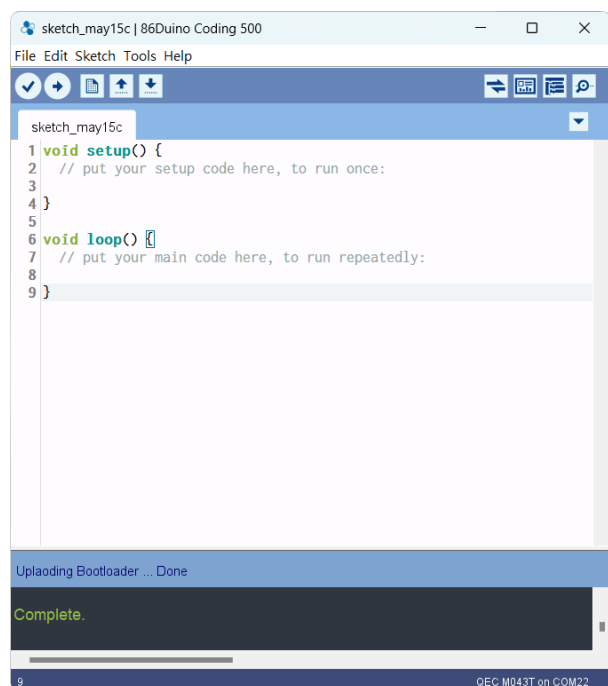 sketch_may15c | 86Duino Coding 500
File Edit Sketch Tools Help
sketch_may15c
1 void setup() {
2 // put your setup code here, to run once:
3
4 }
5
6 void loop() {
7 // put your main code here, to run repeatedly:
8
9 }
Uplaoding Bootloader ... Done
Complete.
9 QEC M043T on COM22